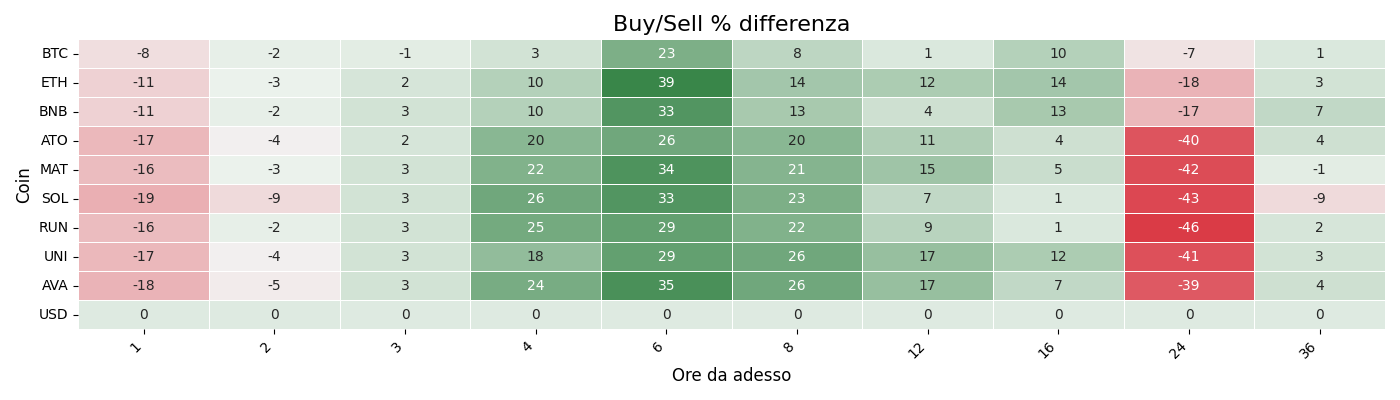 Buy/Sell % differenza
Coin
BTC -8 -2 -1 3 23 8 1 10 -7 1
ETH -11 -3 2 10 39 14 12 14 -18 3
BNB -11 -2 3 10 33 13 4 13 -17 7
ATO -17 -4 2 20 26 20 11 4 -40 4
MAT -16 -3 3 22 34 21 15 5 -42 -1
SOL -19 -9 3 26 33 23 7 1 -43 -9
RUN -16 -2 3 25 29 22 9 1 -46 2
UNI -17 -4 3 18 29 26 17 12 -41 3
AVA -18 -5 3 24 35 26 17 7 -39 4
USD 0 0 0 0 0 0 0 0 0 0
1 2 3 4 6 8 12 16 24 36
Ore da adesso